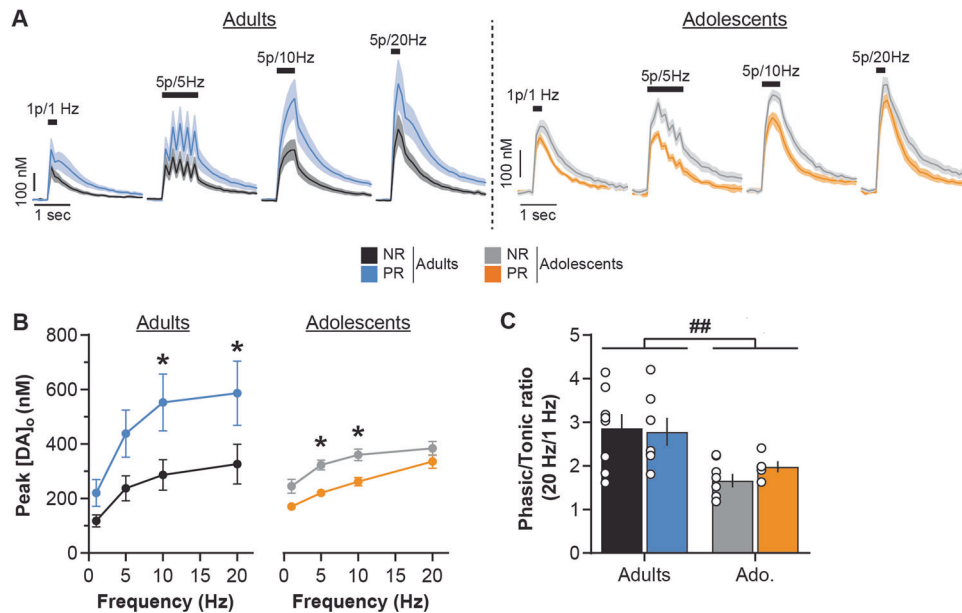 A
Adults
Adolescents
1p/1 Hz
5p/5Hz
5p/10Hz
5p/20Hz
1p/1 Hz
5p/5Hz
5p/10Hz
5p/20Hz
100 nM
1 sec
100 nM
1 sec
NR
PR
Adults
NR
PR
Adolescents
B
Adults
Adolescents
Peak [DA]o (nM)
800
600
400
200
0
*
*
*
*
0 5 10 15 20
0 5 10 15 20
Frequency (Hz)
Frequency (Hz)
C
##
Phasic/Tonic ratio
(20 Hz/1 Hz)
5
4
3
2
1
0
Adults
Ado.